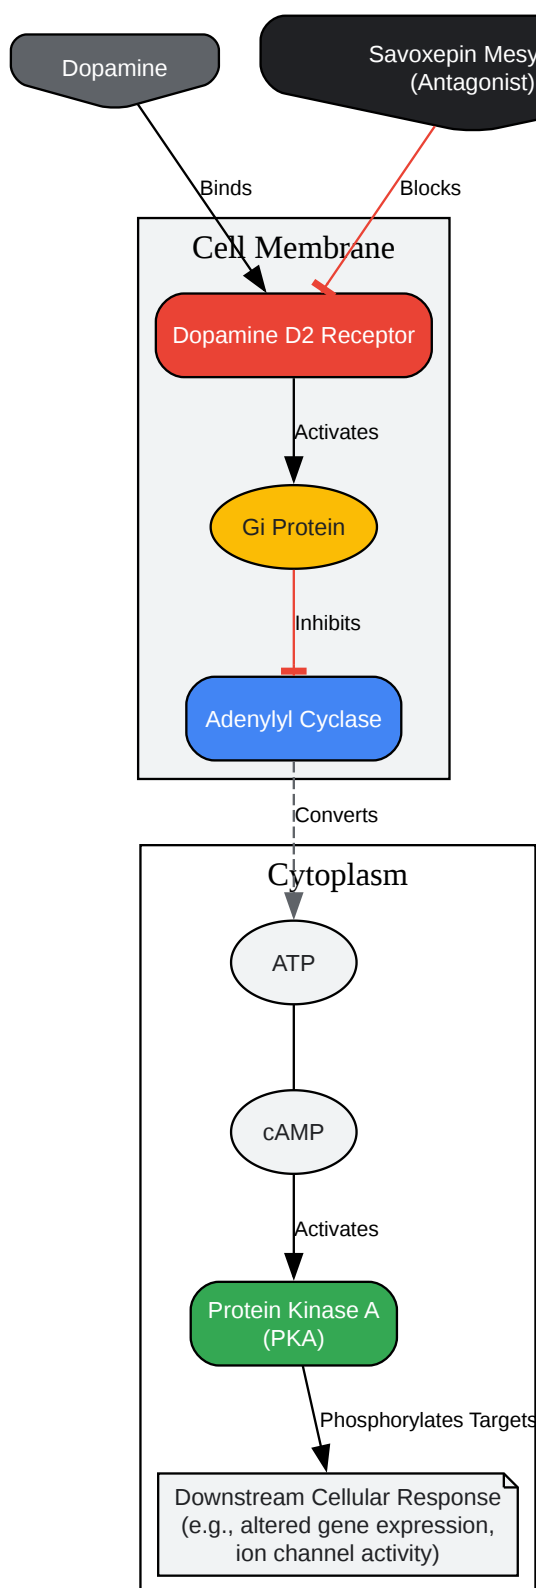 Dopamine
Savoxepin Mesy
(Antagonist)
Binds
Blocks
Cell Membrane
Dopamine D2 Receptor
Activates
Gi Protein
Inhibits
Adenylyl Cyclase
Converts
Cytoplasm
ATP
cAMP
Activates
Protein Kinase A
(PKA)
Phosphorylates Targets
Downstream Cellular Response
(e.g., altered gene expression,
ion channel activity)